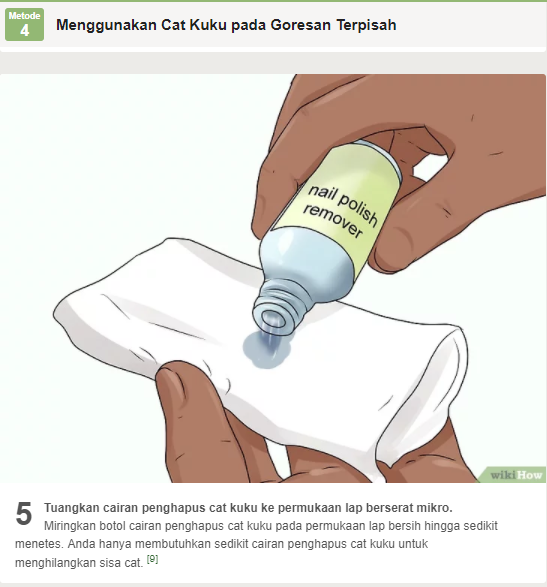 Metode
4
Menggunakan Cat Kuku pada Goresan Terpisah
nail polish
remover
wikiHow
5
Tuangkan cairan penghapus cat kuku ke permukaan lap berserat mikro.
Miringkan botol cairan penghapus cat kuku pada permukaan lap bersih hingga sedikit
menetes. Anda hanya membutuhkan sedikit cairan penghapus cat kuku untuk
menghilangkan sisa cat. [9]